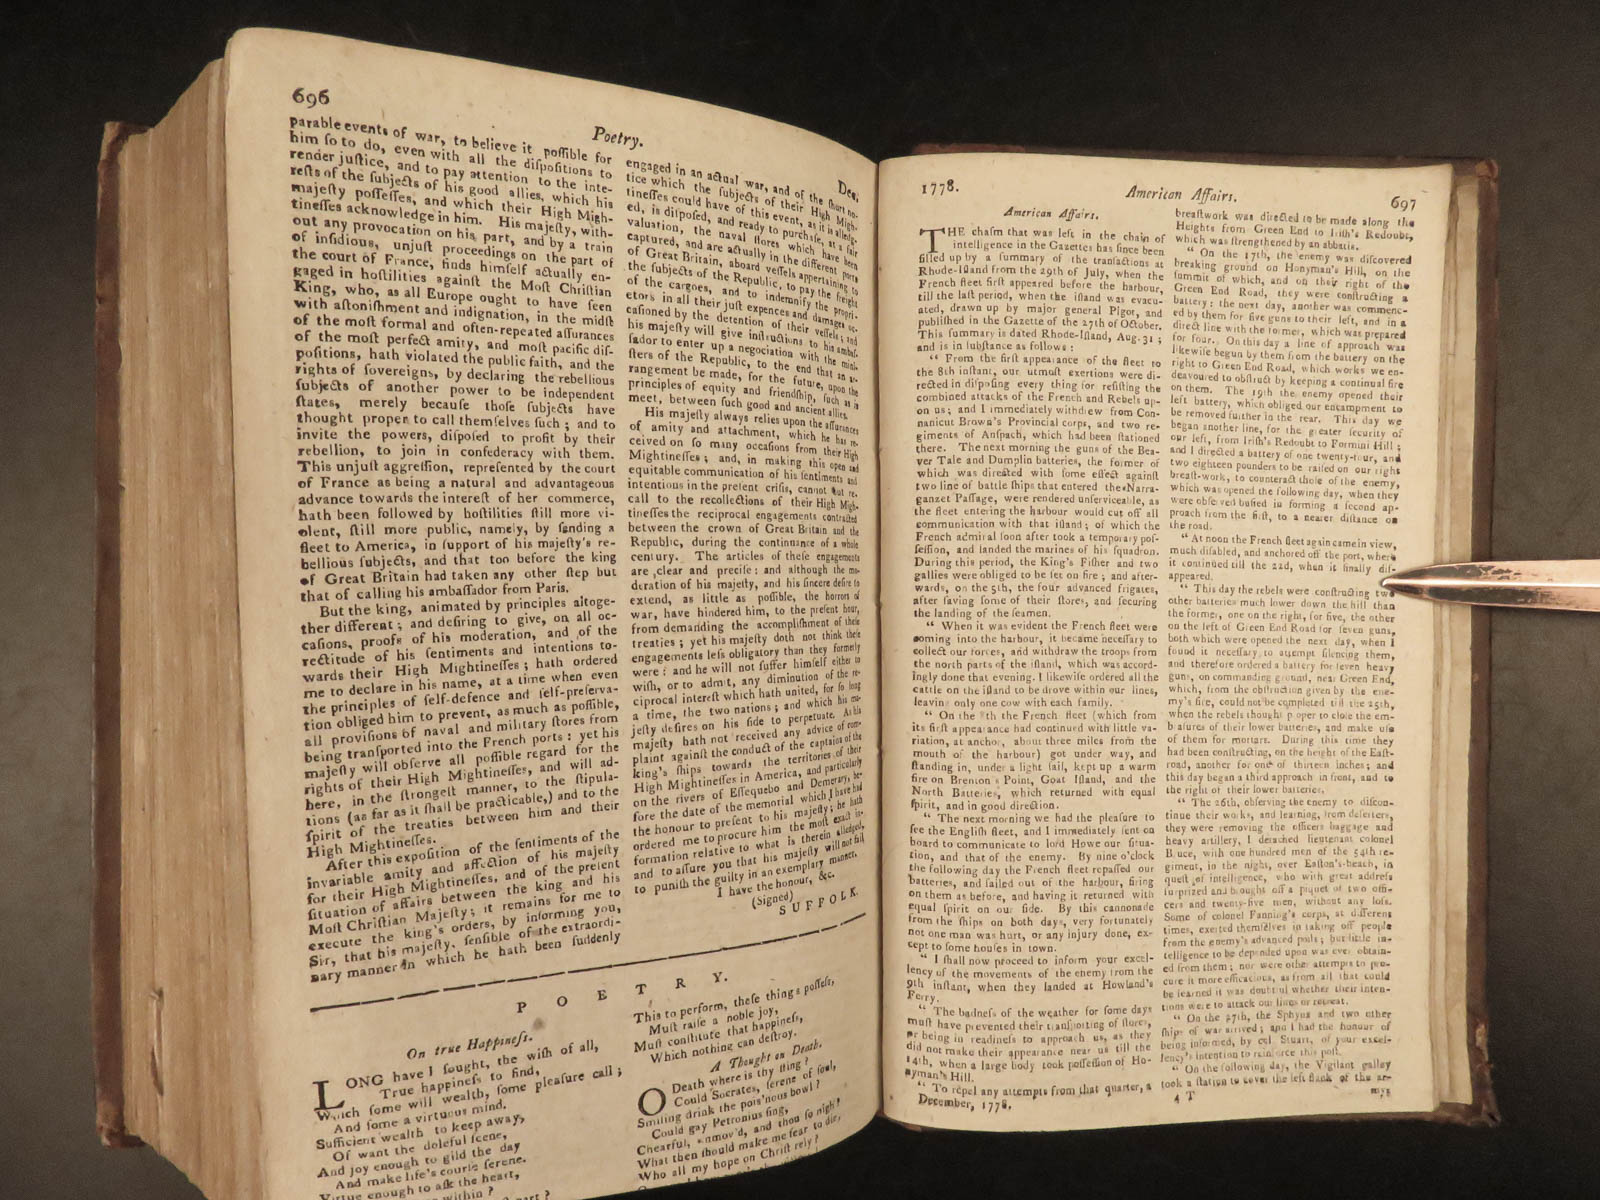 696
Poetry.
Dec.
parable events of war, to believe it poſſible for
him ſo to do, even with all the diſpoſitions to
render juſtice, and to pay attention to the inte-
reſts of the ſubjects of his good allies, which his
majeſty poſſeſſes, and which their High Migh-
tineſſes acknowledge in him. His majeſty, with-
out any provocation on his part, and by a train
of inſidious, unjuſt proceedings on the part of
the court of France, finds himſelf actually en-
gaged in hoſtilities againſt the Moſt Chriſtian
King, who, as all Europe ought to have ſeen
with aſtoniſhment and indignation, in the midſt
of the moſt formal and often-repeated aſſurances
of the moſt perfect amity, and moſt pacific diſ-
poſitions, hath violated the public faith, and the
rights of ſovereigns, by declaring the rebellious
ſubjects of another power to be independent
ſtates, merely becauſe thoſe ſubjects have
thought proper to call themſelves ſuch; and to
invite the powers, diſpoſed to profit by their
rebellion, to join in confederacy with them.
This unjuſt aggreſſion, repreſented by the court
of France as being a natural and advantageous
advance towards the intereſt of her commerce,
hath been followed by hoſtilities ſtill more vi-
olent, ſtill more public, namely, by ſending a
fleet to America, in ſupport of his majeſty's re-
bellious ſubjects, and that too before the king
of Great Britain had taken any other ſtep but
that of calling his ambaſſador from Paris.
But the king, animated by principles altoge-
ther different; and deſiring to give, on all oc-
caſions, proofs of his moderation, and of the
rectitude of his ſentiments and intentions to-
wards their High Mightineſſes; hath ordered
me to declare in his name, at a time when even
the principles of ſelf-defence and ſelf-preſerva-
tion obliged him to prevent, as much as poſſible,
all proviſions of naval and military ſtores from
being tranſported into the French ports: yet his
majeſty will obſerve all poſſible regard for the
rights of their High Mightineſſes, and will ad-
here, in the ſtrongeſt manner, to the ſtipula-
tions (as far as it ſhall be practicable,) and to the
ſpirit of the treaties between him and their
High Mightineſſes.
After this expoſition of the ſentiments of the
invariable amity and affection of his majeſty
for their High Mightineſſes, and of the preſent
ſituation of affairs between the king and his
Moſt Chriſtian Majeſty; it remains for me to
execute the king's orders, by informing you,
Sir, that his majeſty, ſenſible of the extraordi-
nary manner in which he hath been ſuddenly
engaged in an actual war, and of the ſhort no-
tice which the ſubjects of their High Migh-
tineſſes could have of this event, as it is alledg-
ed, is diſpoſed, and ready to purchaſe, at a fair
valuation, the naval ſtores which have been
captured, and are actually in the different ports
of Great Britain, aboard veſſels appertaining to
the ſubjects of the Republic, to pay the freight
of the cargoes, and to indemnify the propri-
etors in all their juſt expences and damages oc-
caſioned by the detention of their veſſels; and
his majeſty will give inſtructions to his ambaſ-
ſador to enter up a negociation with the mini-
ſters of the Republic, to the end that an ar-
rangement be made, for the future, upon the
principles of equity and friendſhip, ſuch as is
meet, between ſuch good and ancient allies.
His majeſty always relies upon the aſſurances
of amity and attachment, which he has re-
ceived on ſo many occaſions from their High
Mightineſſes; and, in making this open and
equitable communication of his ſentiments and
intentions in the preſent criſis, cannot but re-
call to the recollections of their High Migh-
tineſſes the reciprocal engagements contracted
between the crown of Great Britain and the
Republic, during the continuance of a whole
century. The articles of theſe engagements
are clear and preciſe: and although the mo-
deration of his majeſty, and his ſincere deſire to
extend, as little as poſſible, the horrors of
war, have hindered him, to the preſent hour,
from demanding the accompliſhment of theſe
treaties; yet his majeſty doth not think theſe
engagements leſs obligatory than they formerly
were: and he will not ſuffer himſelf either to
wiſh, or to admit, any diminution of the re-
ciprocal intereſt which hath united, for ſo long
a time, the two nations; and which his ma-
jeſty deſires on his ſide to perpetuate. As his
majeſty hath not received any advice of com-
plaint againſt the conduct of the captains of the
king's ſhips towards the territories of their
High Mightineſſes in America, and particularly
on the rivers of Eſſequebo and Demerary, be-
fore the date of the memorial which I have had
the honour to preſent to his majeſty; he hath
ordered me to procure him the moſt exact in-
formation relative to what is therein alledged,
and to aſſure you that his majeſty will not fail
to puniſh the guilty in an exemplary manner.
I have the honour, &c.
(Signed)
SUFFOLK.
POETRY.
On true Happineſs.
LONG have I ſought, the wiſh of all,
True happineſs to find,
Which ſome will wealth, ſome pleaſure call;
And ſome a virtuous mind.
Sufficient wealth to keep away,
Of want the doleful ſcene,
And joy enough to gild the day
And make life's courſe ſerene.
Virtue enough to aſk the heart,
within?
part?
This to perform, theſe things poſſeſs,
Muſt raiſe a noble joy,
Muſt conſtitute that happineſs,
Which nothing can deſtroy.
A Thought on Death.
O Death where is thy ſting?
Could Socrates, ſerene of ſoul,
Smiling drink the pois'nous bowl?
Could gay Petronius ſing,
Chearful, unmov'd, and thou ſo nigh?
What then ſhould make me fear to die,
Who all my hope on Chriſt rely?
1778.
American Affairs.
697
American Affairs.
THE chaſm that was left in the chain of
intelligence in the Gazettes has ſince been
filled up by a ſummary of the tranſactions at
Rhode-Iſland from the 29th of July, when the
French fleet firſt appeared before the harbour,
till the laſt period, when the iſland was evacu-
ated, drawn up by major general Pigot, and
publiſhed in the Gazette of the 27th of October.
This ſummary is dated Rhode-Iſland, Aug. 31;
and is in ſubſtance as follows:
“ From the firſt appearance of the fleet to
the 8th inſtant, our utmoſt exertions were di-
rected in diſpoſing every thing for reſiſting the
combined attacks of the French and Rebels up-
on us; and I immediately withdrew from Con-
nanicut Brown's Provincial corps, and two re-
giments of Anſpach, which had been ſtationed
there. The next morning the guns of the Bea-
ver Tale and Dumplin batteries, the former of
which was directed with ſome effect againſt
two line of battle ſhips that entered the Narra-
ganzet Paſſage, were rendered unſerviceable, as
the fleet entering the harbour would cut off all
communication with that iſland; of which the
French admiral ſoon after took a temporary poſ-
ſeſſion, and landed the marines of his ſquadron.
During this period, the King's Fiſher and two
gallies were obliged to be ſet on fire; and after-
wards, on the 5th, the four advanced frigates,
after ſaving ſome of their ſtores, and ſecuring
the landing of the ſeamen.
“ When it was evident the French fleet were
coming into the harbour, it became neceſſary to
collect our forces, and withdraw the troops from
the north parts of the iſland, which was accord-
ingly done that evening. I likewiſe ordered all the
cattle on the iſland to be drove within our lines,
leaving only one cow with each family.
“ On the 8th the French fleet (which from
its firſt appearance had continued with little va-
riation, at anchor, about three miles from the
mouth of the harbour) got under way, and
ſtanding in, under a light ſail, kept up a warm
fire on Brenton's Point, Goat Iſland, and the
North Batteries, which returned with equal
ſpirit, and in good direction.
“ The next morning we had the pleaſure to
ſee the Engliſh fleet, and I immediately ſent on
board to communicate to lord Howe our ſitua-
tion, and that of the enemy. By nine o'clock
the following day the French fleet repaſſed our
batteries, and ſailed out of the harbour, firing
on them as before, and having it returned with
equal ſpirit on our ſide. By this cannonade
from the ſhips on both days, very fortunately
not one man was hurt, or any injury done, ex-
cept to ſome houſes in town.
“ I ſhall now proceed to inform your excel-
lency of the movements of the enemy from the
9th inſtant, when they landed at Howland's
Ferry.
“ The badneſs of the weather for ſome days
muſt have prevented their tranſporting of ſtores,
or being in readineſs to approach us, as they
did not make their appearance near us till the
14th, when a large body took poſſeſſion of Ho-
nyman's Hill.
“ To repel any attempts from that quarter, a
December, 1778.
breaſtwork was directed to be made along the
Heights from Green End to Iriſh's Redoubt,
which was ſtrengthened by an abbatis.
“ On the 17th, the enemy was diſcovered
breaking ground on Honyman's Hill, on the
ſummit of which, and on their right of the
Green End Road, they were conſtructing a
battery: the next day, another was commenc-
ed by them for five guns to their left, and in a
direct line with the former, which was prepared
for four. On this day a line of approach was
likewiſe begun by them from the battery on the
right to Green End Road, which works we en-
deavoured to obſtruct by keeping a continual fire
on them. The 19th the enemy opened their
left battery, which obliged our encampment to
be removed further in the rear. This day we
began another line, for the greater ſecurity of
our left, from Iriſh's Redoubt to Formini Hill;
and I directed a battery of one twenty-four, and
two eighteen pounders to be raiſed on our right
breaſt-work, to counteract thoſe of the enemy,
which was opened the following day, when they
were obſerved buſied in forming a ſecond ap-
proach from the firſt, to a nearer diſtance on
the road.
“ At noon the French fleet again came in view,
much diſabled, and anchored off the port, where
it continued till the 22d, when it finally diſ-
appeared.
“ This day the rebels were conſtructing two
other batteries much lower down the hill than
the former, one on the right, for five, the other
on the left of Green End Road for ſeven guns,
both which were opened the next day, when I
found it neceſſary to attempt ſilencing them,
and therefore ordered a battery for ſeven heavy
guns, on commanding ground, near Green End,
which, from the obſtruction given by the ene-
my's fire, could not be completed till the 25th,
when the rebels thought proper to cloſe the em-
braſures of their lower batteries, and make uſe
of them for mortars. During this time they
had been conſtructing, on the height of the Eaſt-
road, another for one of thirteen inches; and
this day began a third approach in front, and to
the right of their lower batteries.
“ The 26th, obſerving the enemy to diſcon-
tinue their works, and learning, from deſerters,
they were removing the officers baggage and
heavy artillery, I detached lieutenant colonel
Bruce, with one hundred men of the 54th re-
giment, in the night, over Eaſton's-beach, in
queſt of intelligence, who with great addreſs
ſurprized and brought off a piquet of two offi-
cers and twenty-five men, without any loſs.
Some of colonel Fanning's corps, at different
times, exerted themſelves in taking off people
from the enemy's advanced poſts; but little in-
telligence to be depended upon was ever obtain-
ed from them; nor were other attempts to pro-
cure it more efficacious, as from all that could
be learned it was doubtful whether their inten-
tions were to attack our lines or retreat.
“ On the 27th, the Sphynx and two other
ſhips of war arrived; and I had the honour of
being informed, by col. Stuart, of your excel-
lency's intention to reinforce this poſt.
“ On the following day, the Vigilant galley
took a ſtation to cover the left flank of the ar-
4 T
mys